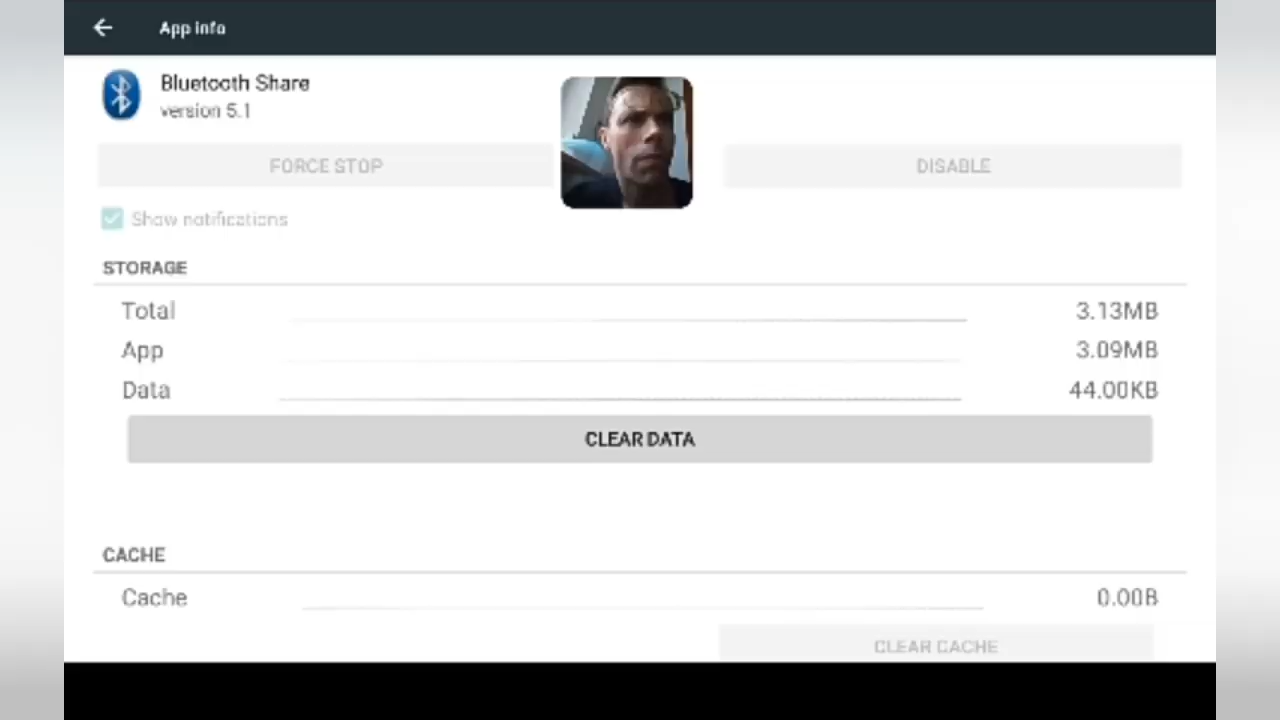 App info
Bluetooth Share
version 5.1
FORCE STOP
DISABLE
Show notifications
STORAGE
Total 3.13MB
App 3.09MB
Data 44.00KB
CLEAR DATA
CACHE
Cache 0.00B
CLEAR CACHE